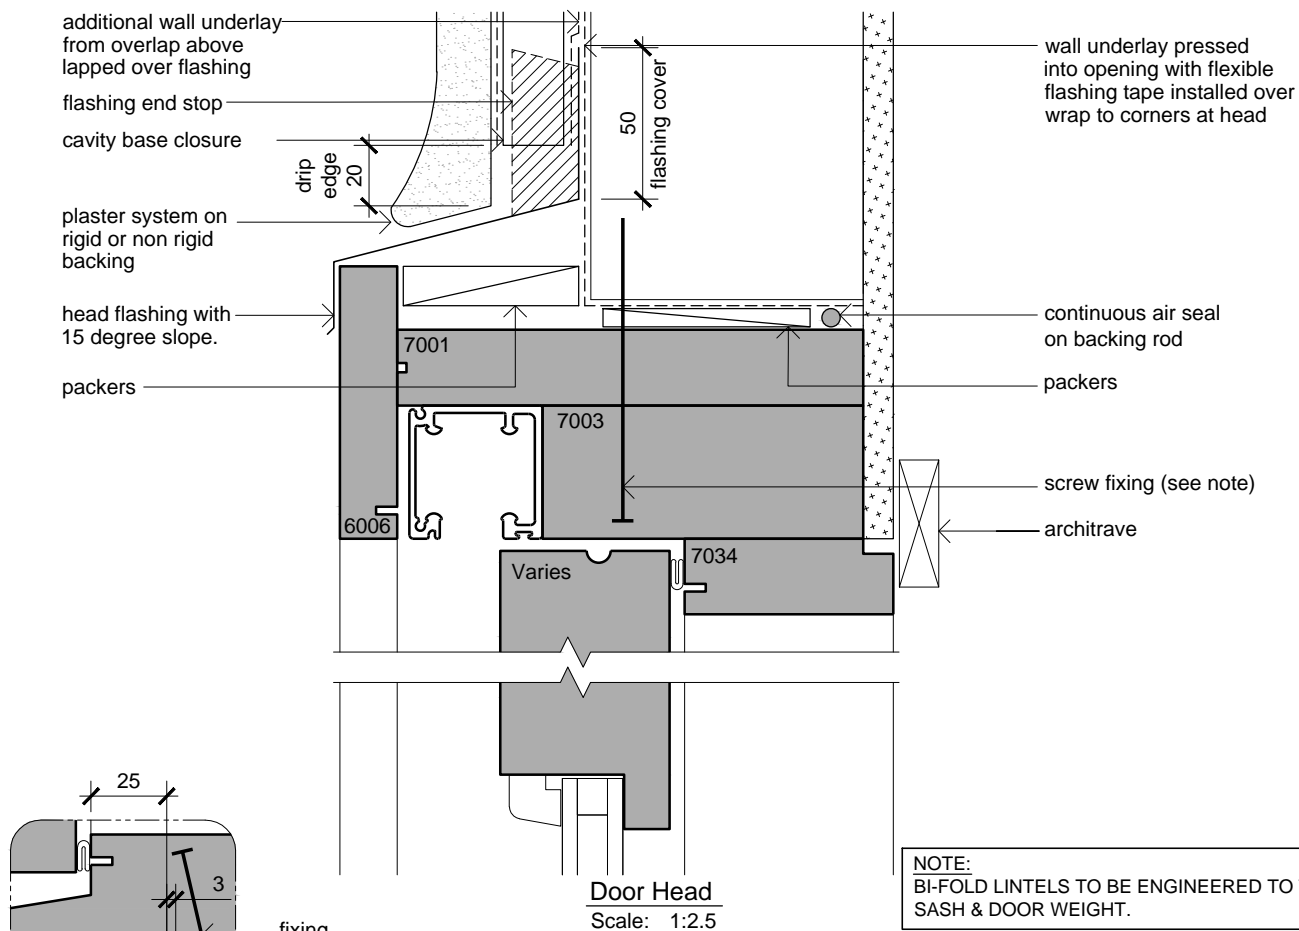 additional wall underlay
from overlap above
lapped over flashing
flashing end stop
cavity base closure
drip
edge
20
plaster system on
rigid or non rigid
backing
head flashing with
15 degree slope.
packers
50
flashing cover
wall underlay pressed
into opening with flexible
flashing tape installed over
wrap to corners at head
continuous air seal
on backing rod
packers
screw fixing (see note)
architrave
7001
7003
6006
7034
Varies
25
3
fixing
Door Head
Scale: 1:2.5
NOTE:
BI-FOLD LINTELS TO BE ENGINEERED TO
SASH & DOOR WEIGHT.